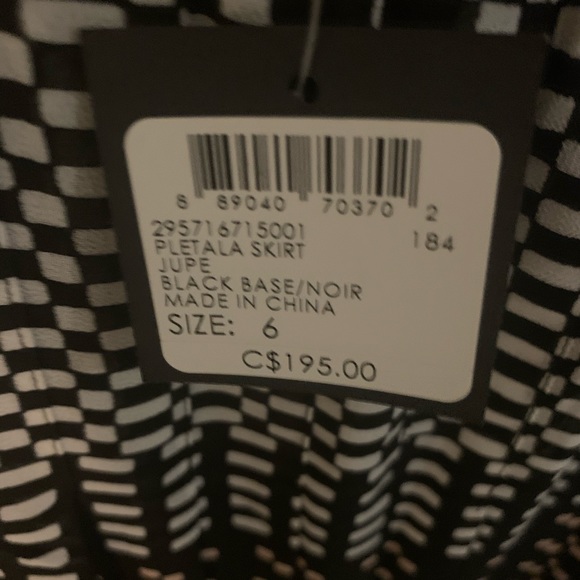 8 89040 70370 2
295716715001 184
PLETALA SKIRT
JUPE
BLACK BASE/NOIR
MADE IN CHINA
SIZE: 6
C$195.00